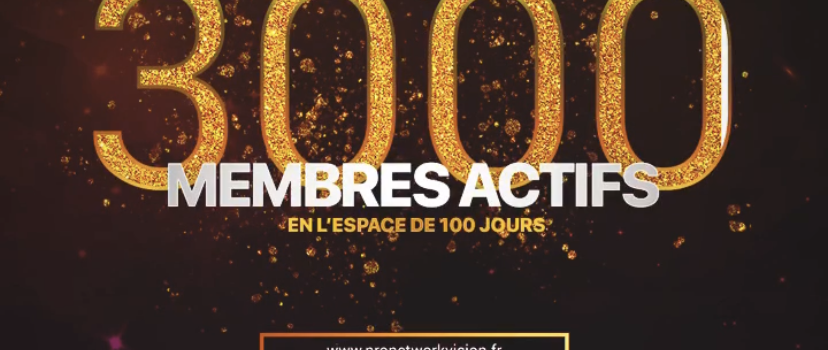 3000
MEMBRES ACTIFS
EN L'ESPACE DE 100 JOURS
www.pronetworkvision.fr